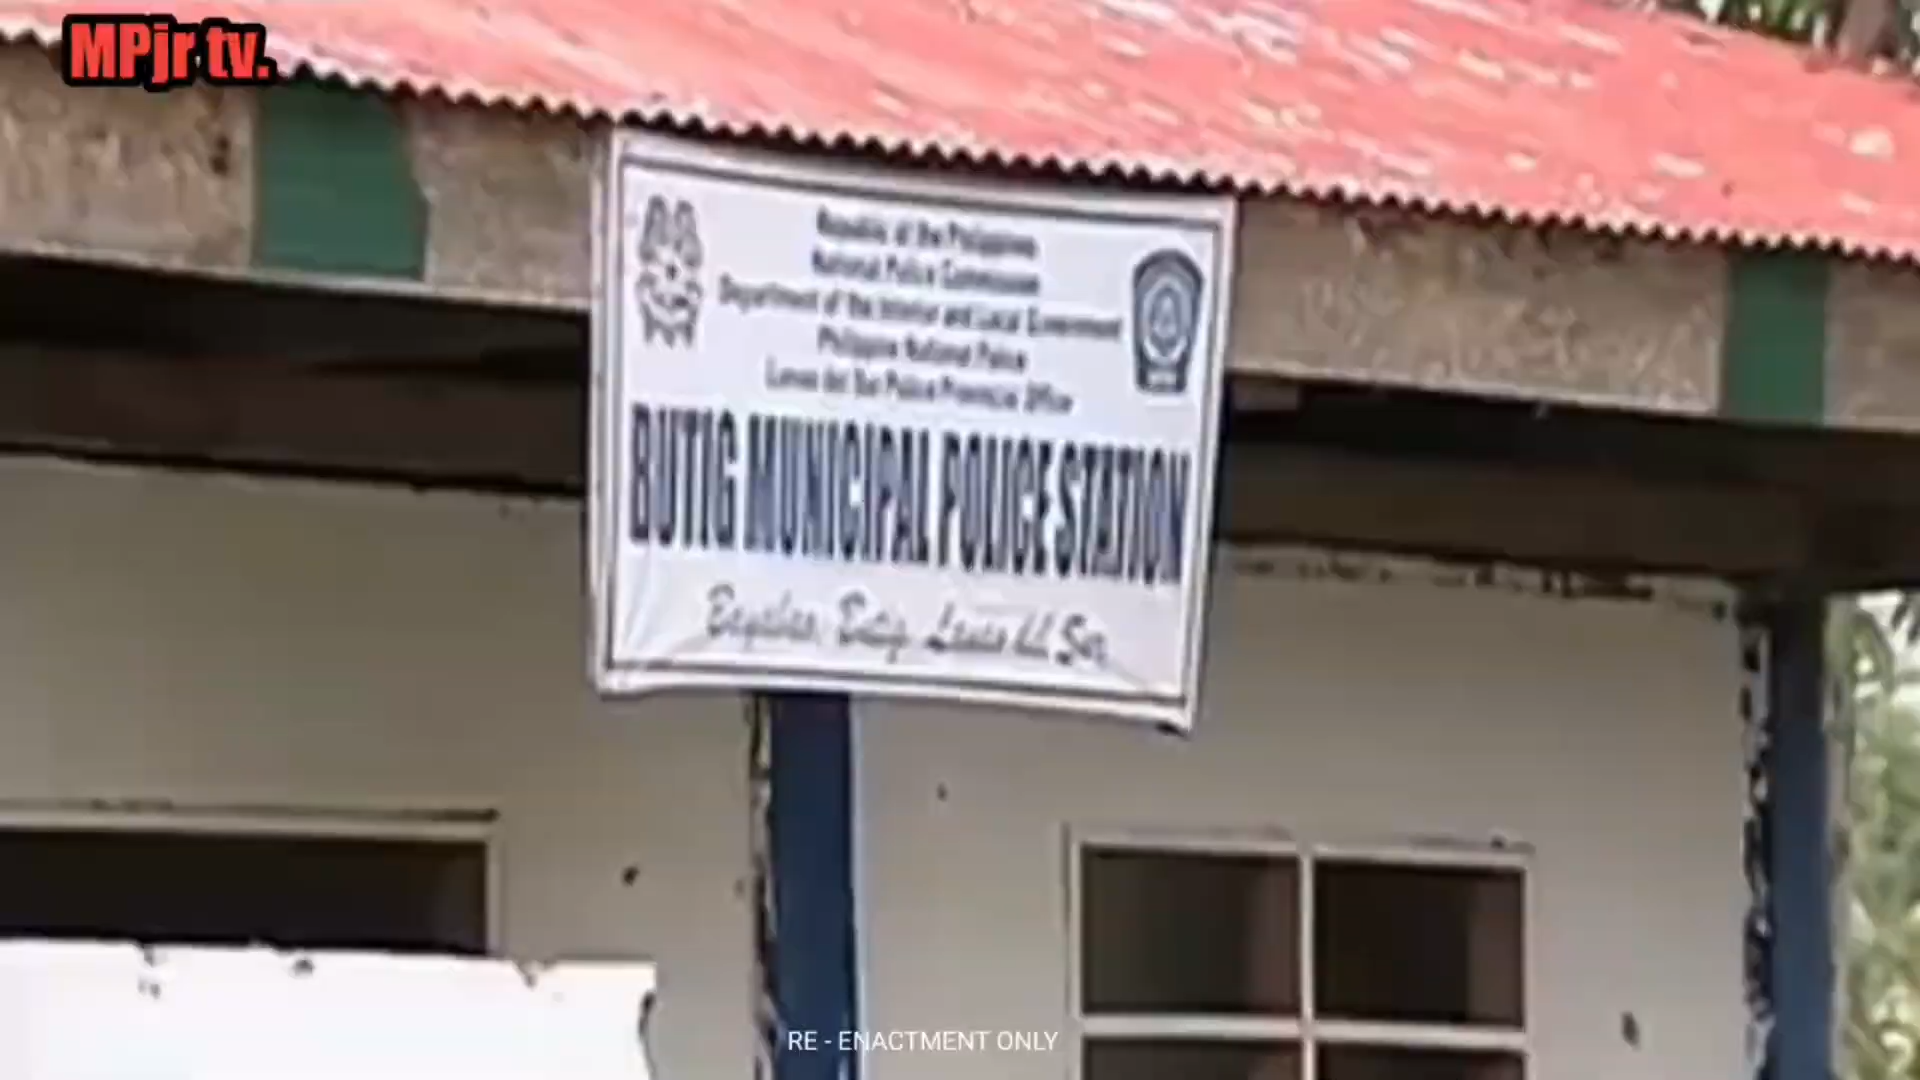 MPjr tv.
Republic of the Philippines
National Police Commission
Department of the Interior and Local Government
Philippine National Police
Lanao del Sur Police Provincial Office
BUTIG MUNICIPAL POLICE STATION
Butig, Lanao del Sur
RE - ENACTMENT ONLY